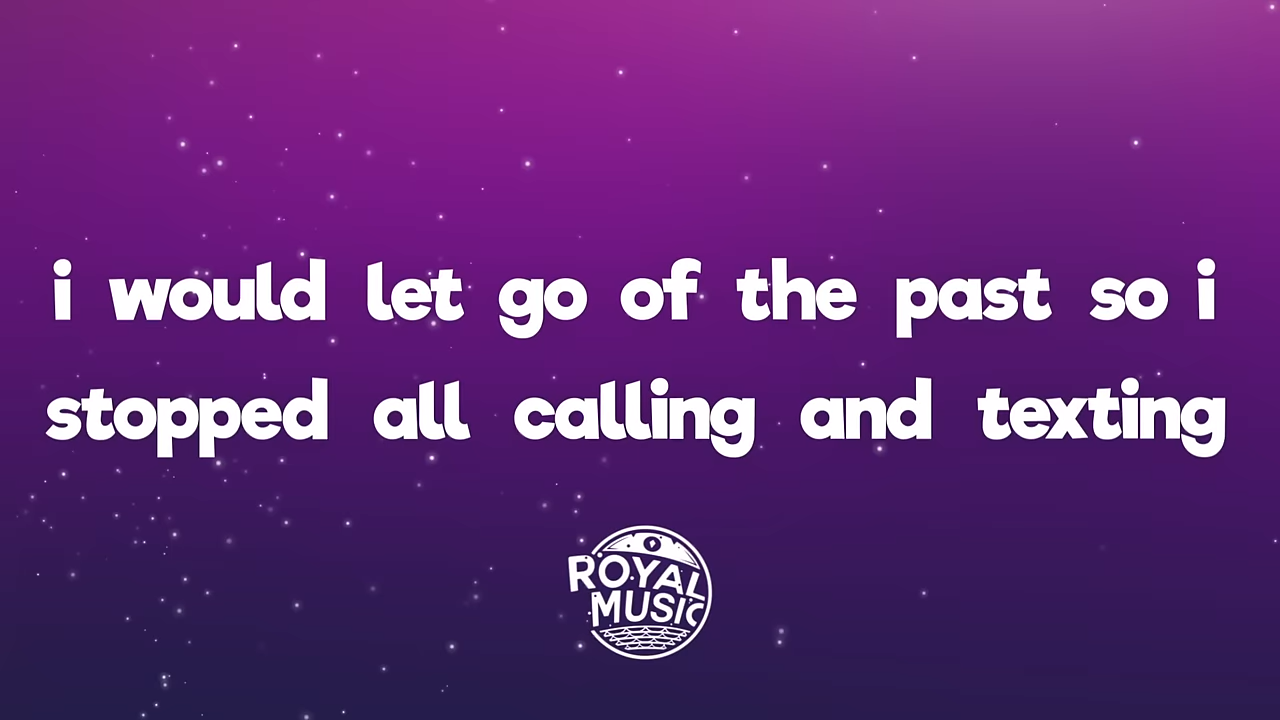 i would let go of the past so i
stopped all calling and texting
ROYAL
MUSIC